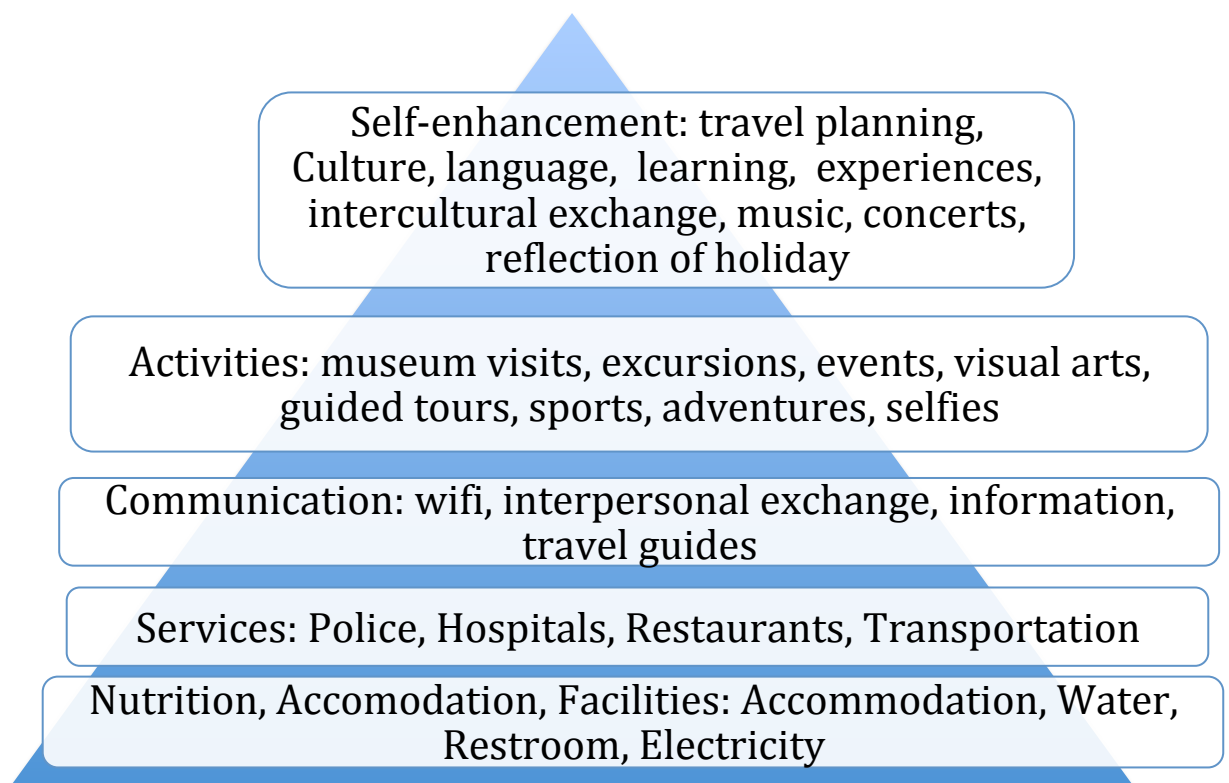 Self-enhancement: travel planning,
Culture, language,  learning,  experiences,
intercultural exchange, music, concerts,
reflection of holiday
Activities: museum visits, excursions, events, visual arts,
guided tours, sports, adventures, selfies
Communication: wifi, interpersonal exchange, information,
travel guides
Services: Police, Hospitals, Restaurants, Transportation
Nutrition, Accomodation, Facilities: Accommodation, Water,
Restroom, Electricity